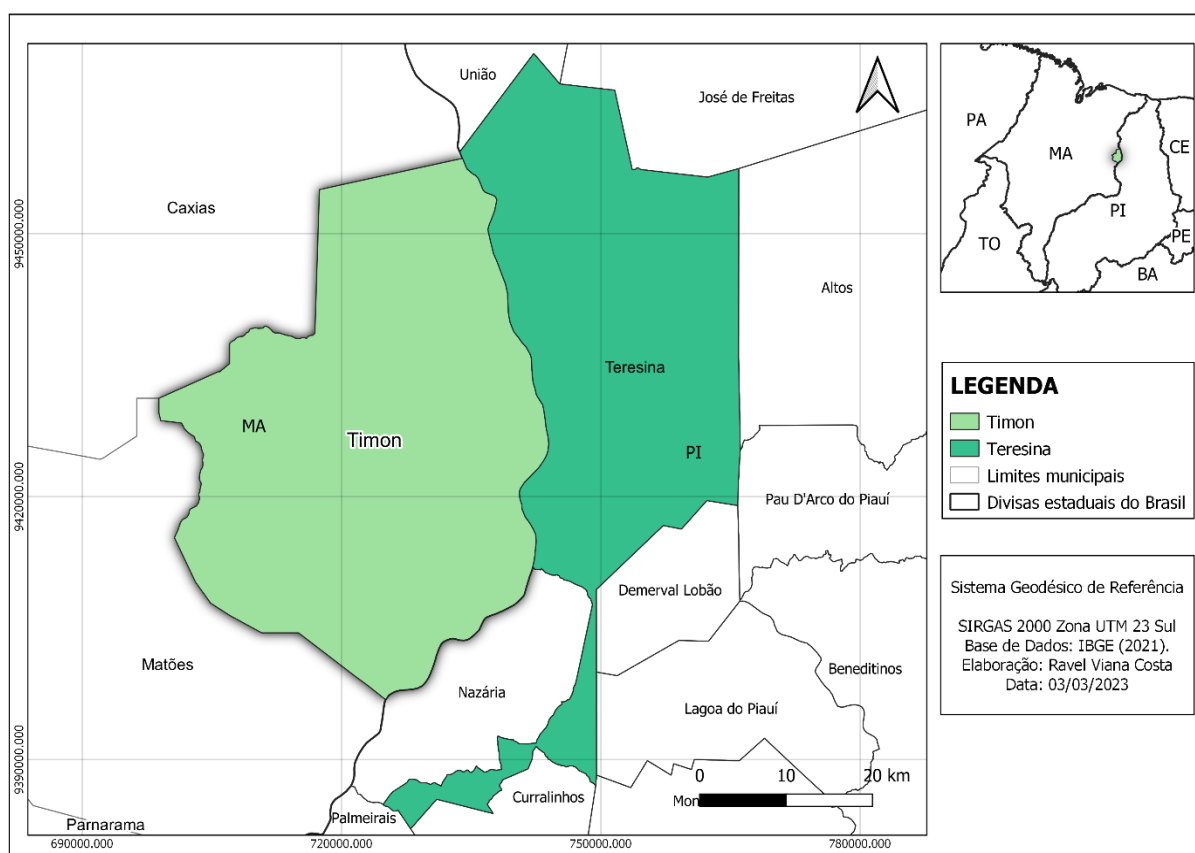 União
José de Freitas
Caxias
Altos
Teresina
MA
Timon
PI
Pau D'Arco do Piauí
Demerval Lobão
Matões
Nazária
Beneditinos
Lagoa do Piauí
0 10 20 km
Mon
Curralinhos
Palmeirais
Parnarama
9450000.000
9420000.000
9390000.000
690000.000 720000.000 750000.000 780000.000
PA
MA
CE
PI
TO
PE
BA
LEGENDA
Timon
Teresina
Limites municipais
Divisas estaduais do Brasil
Sistema Geodésico de Referência
SIRGAS 2000 Zona UTM 23 Sul
Base de Dados: IBGE (2021).
Elaboração: Ravel Viana Costa
Data: 03/03/2023